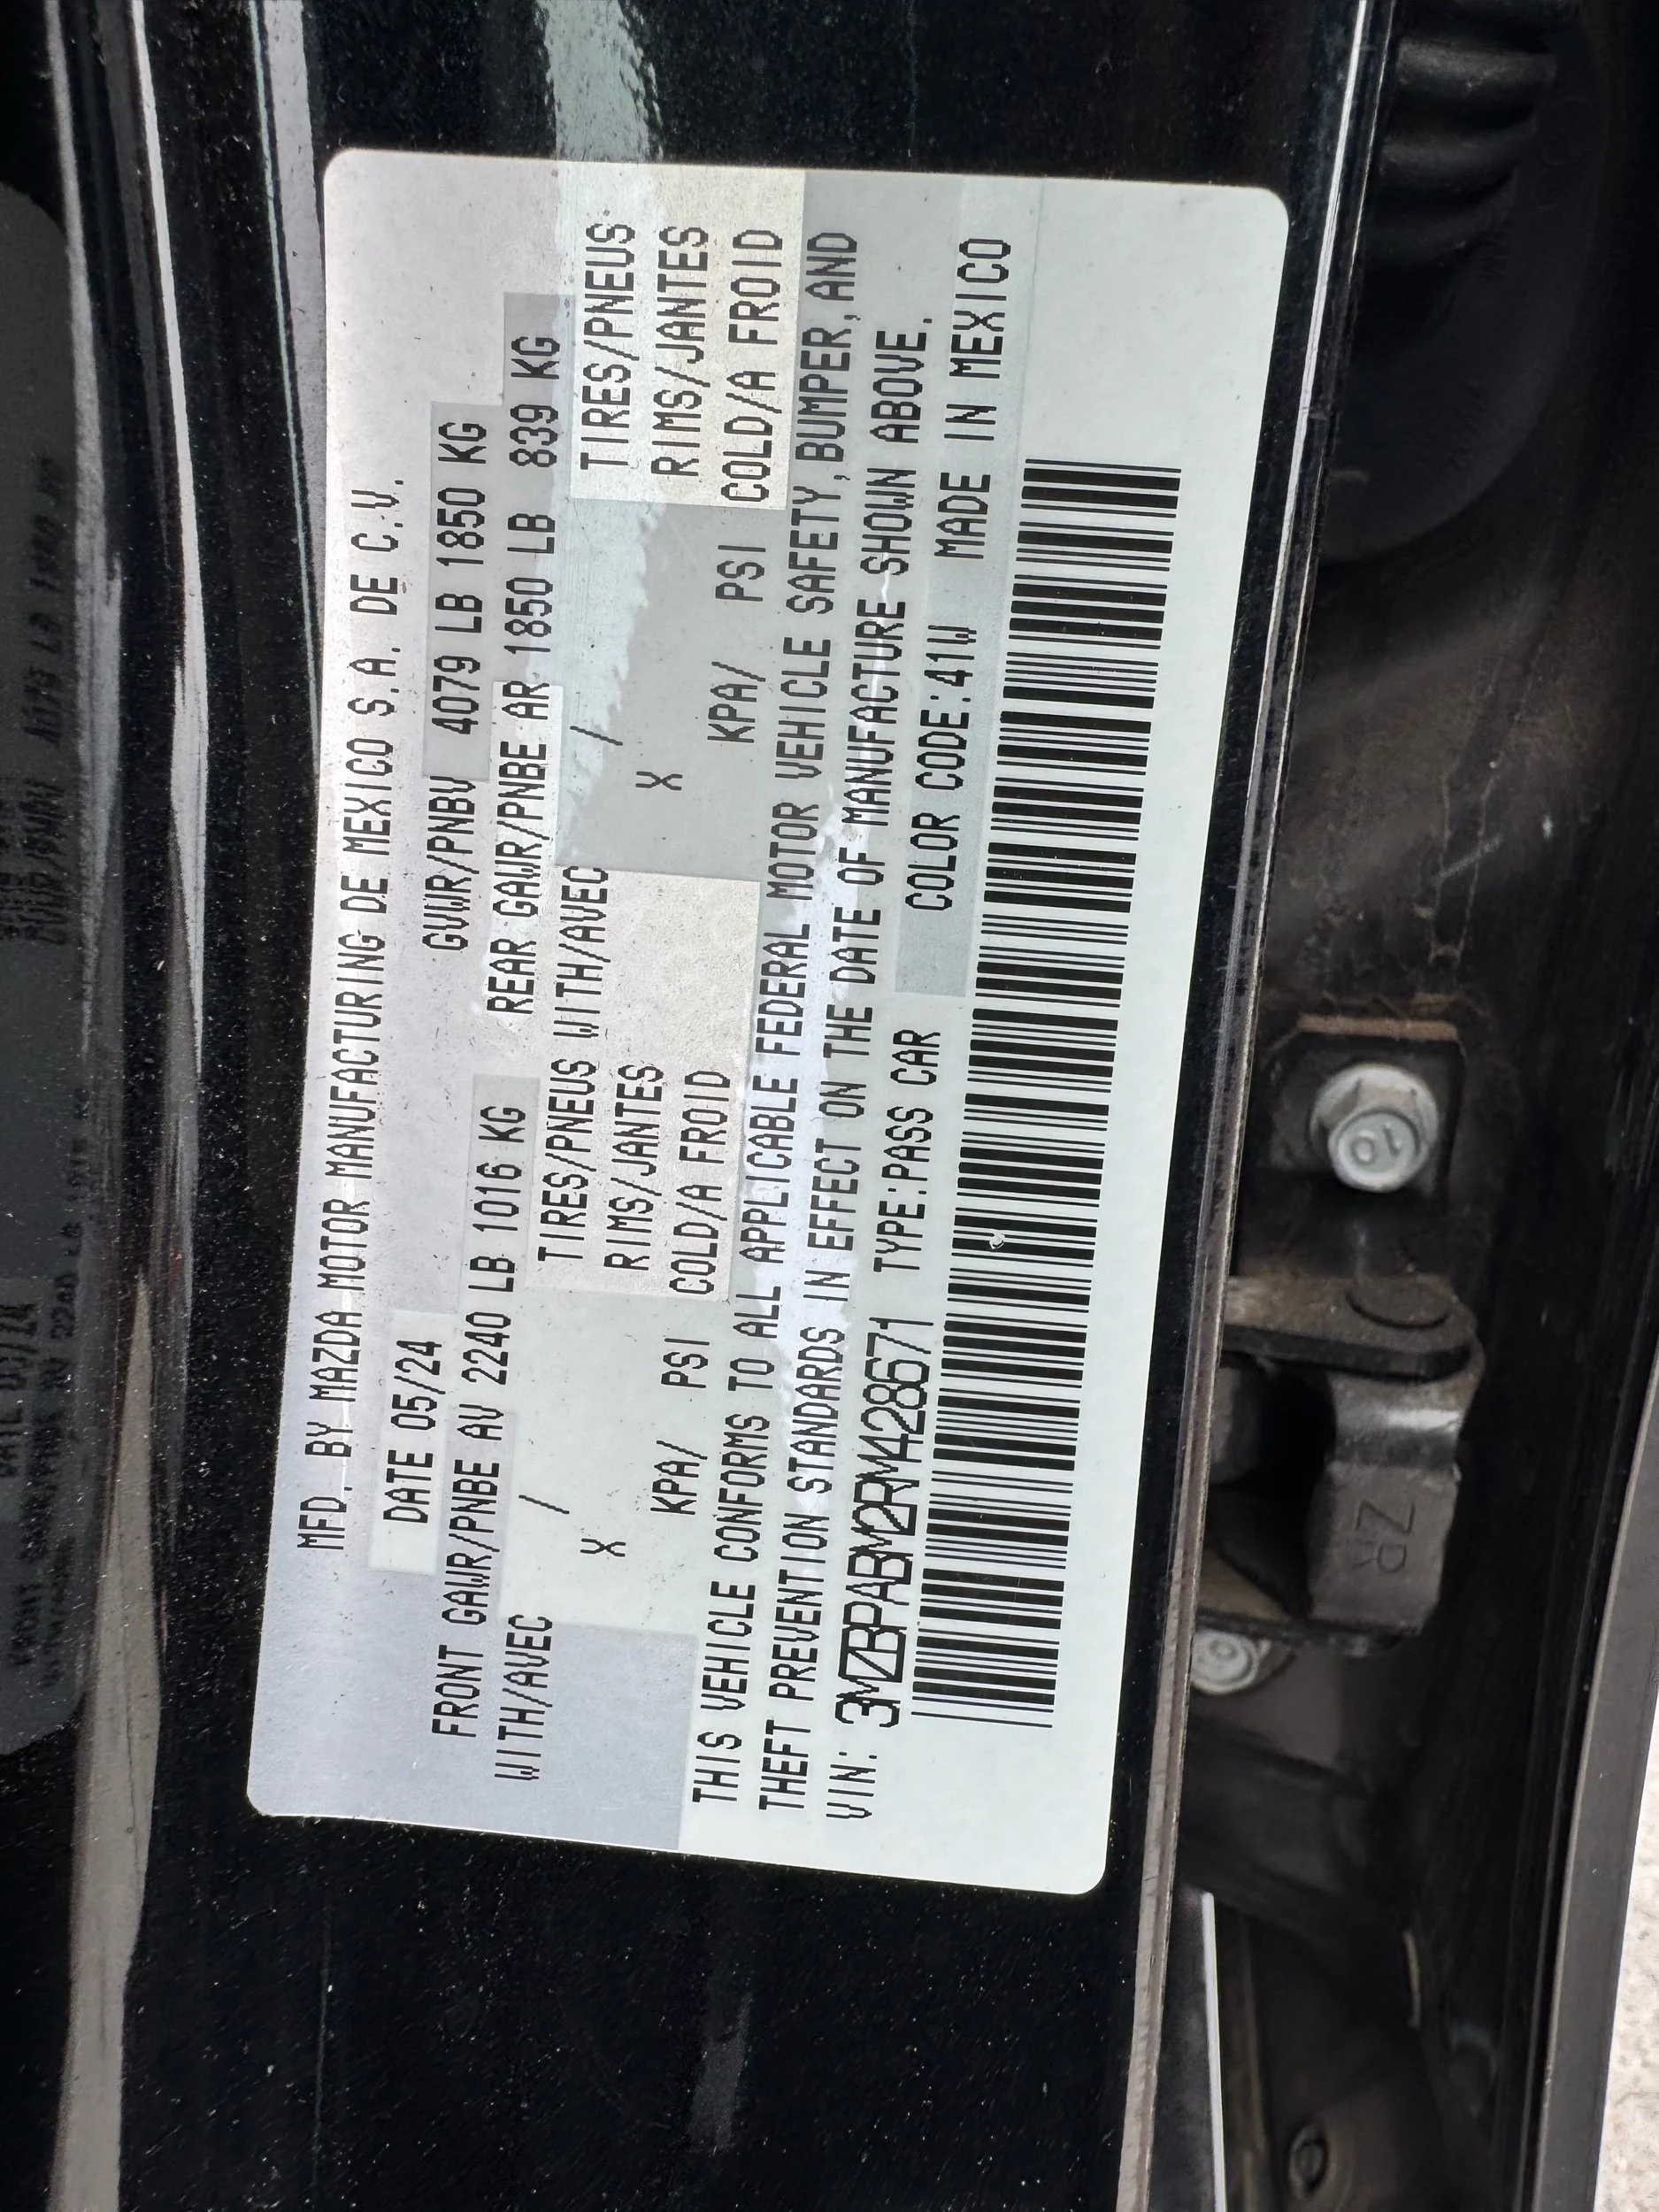 MFD. BY MAZDA MOTOR MANUFACTURING DE MEXICO S.A. DE C.V.
DATE 05/24 GVWR/PNBV 4079 LB 1850 KG
FRONT GAWR/PNBE AV 2240 LB 1016 KG REAR GAWR/PNBE AR 1850 LB 839 KG
WITH/AVEC / TIRES/PNEUS WITH/AVEC / TIRES/PNEUS
X RIMS/JANTES X RIMS/JANTES
KPA/ PSI COLD/A FROID KPA/ PSI COLD/A FROID
THIS VEHICLE CONFORMS TO ALL APPLICABLE FEDERAL MOTOR VEHICLE SAFETY, BUMPER, AND
THEFT PREVENTION STANDARDS IN EFFECT ON THE DATE OF MANUFACTURE SHOWN ABOVE.
VIN: 3MZBPABM2RM428671 TYPE:PASS CAR COLOR CODE:41W MADE IN MEXICO
10
ZR